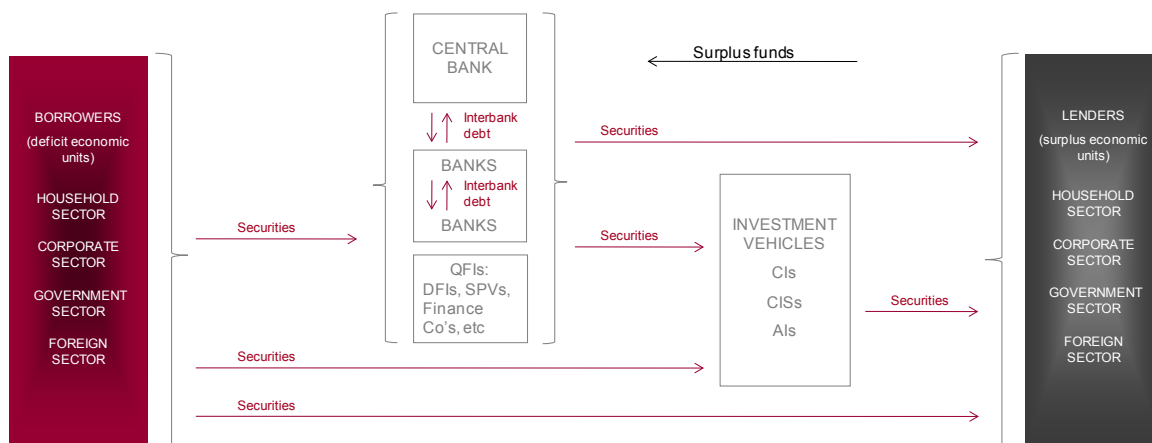 BORROWERS
(deficit economic
units)
HOUSEHOLD
SECTOR
CORPORATE
SECTOR
GOVERNMENT
SECTOR
FOREIGN
SECTOR
Securities
Securities
Securities
CENTRAL
BANK
Interbank
debt
BANKS
Interbank
debt
BANKS
QFIs:
DFIs, SPVs,
Finance
Co's, etc
Surplus funds
Securities
Securities
INVESTMENT
VEHICLES
CIs
CISs
AIs
Securities
LENDERS
(surplus economic
units)
HOUSEHOLD
SECTOR
CORPORATE
SECTOR
GOVERNMENT
SECTOR
FOREIGN
SECTOR